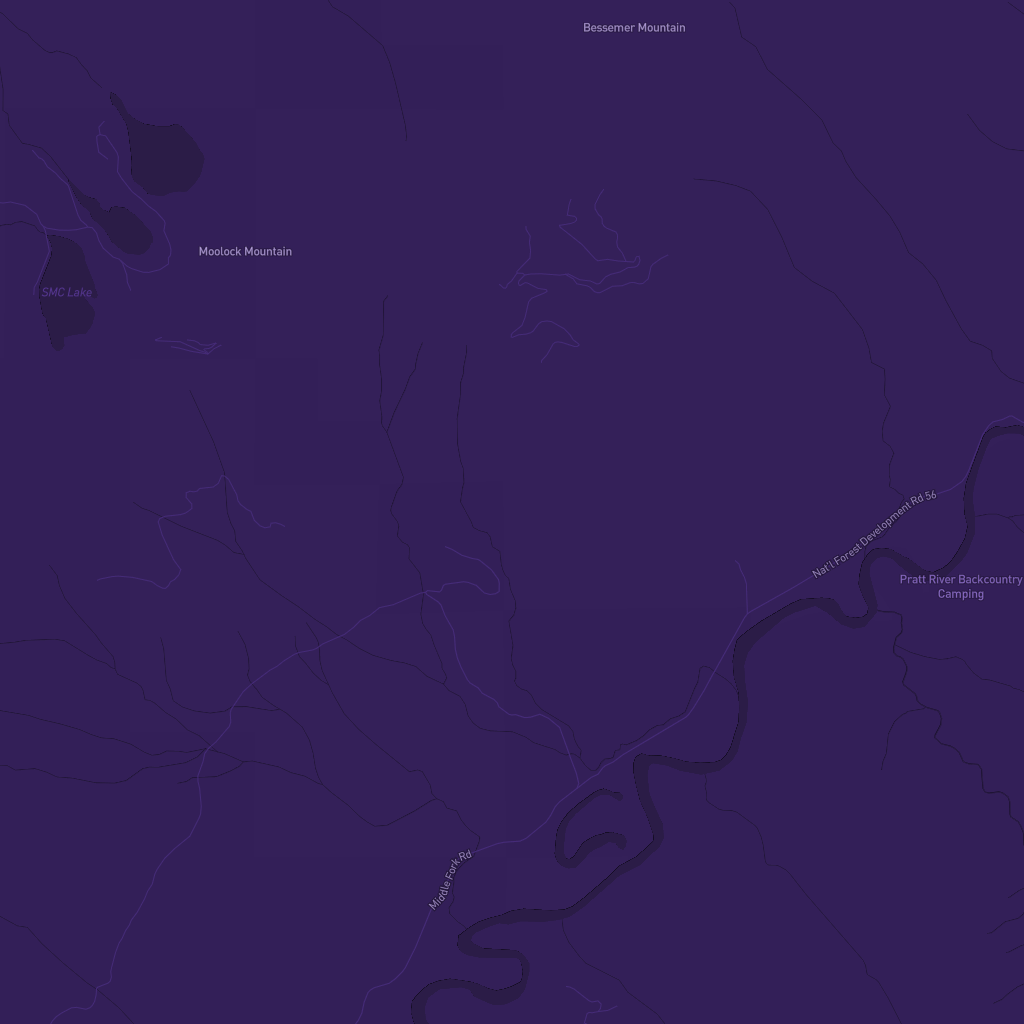 Bessemer Mountain
Moolock Mountain
SMC Lake
Nat'l Forest Development Rd 56
Pratt River Backcountry
Camping
Middle Fork Rd